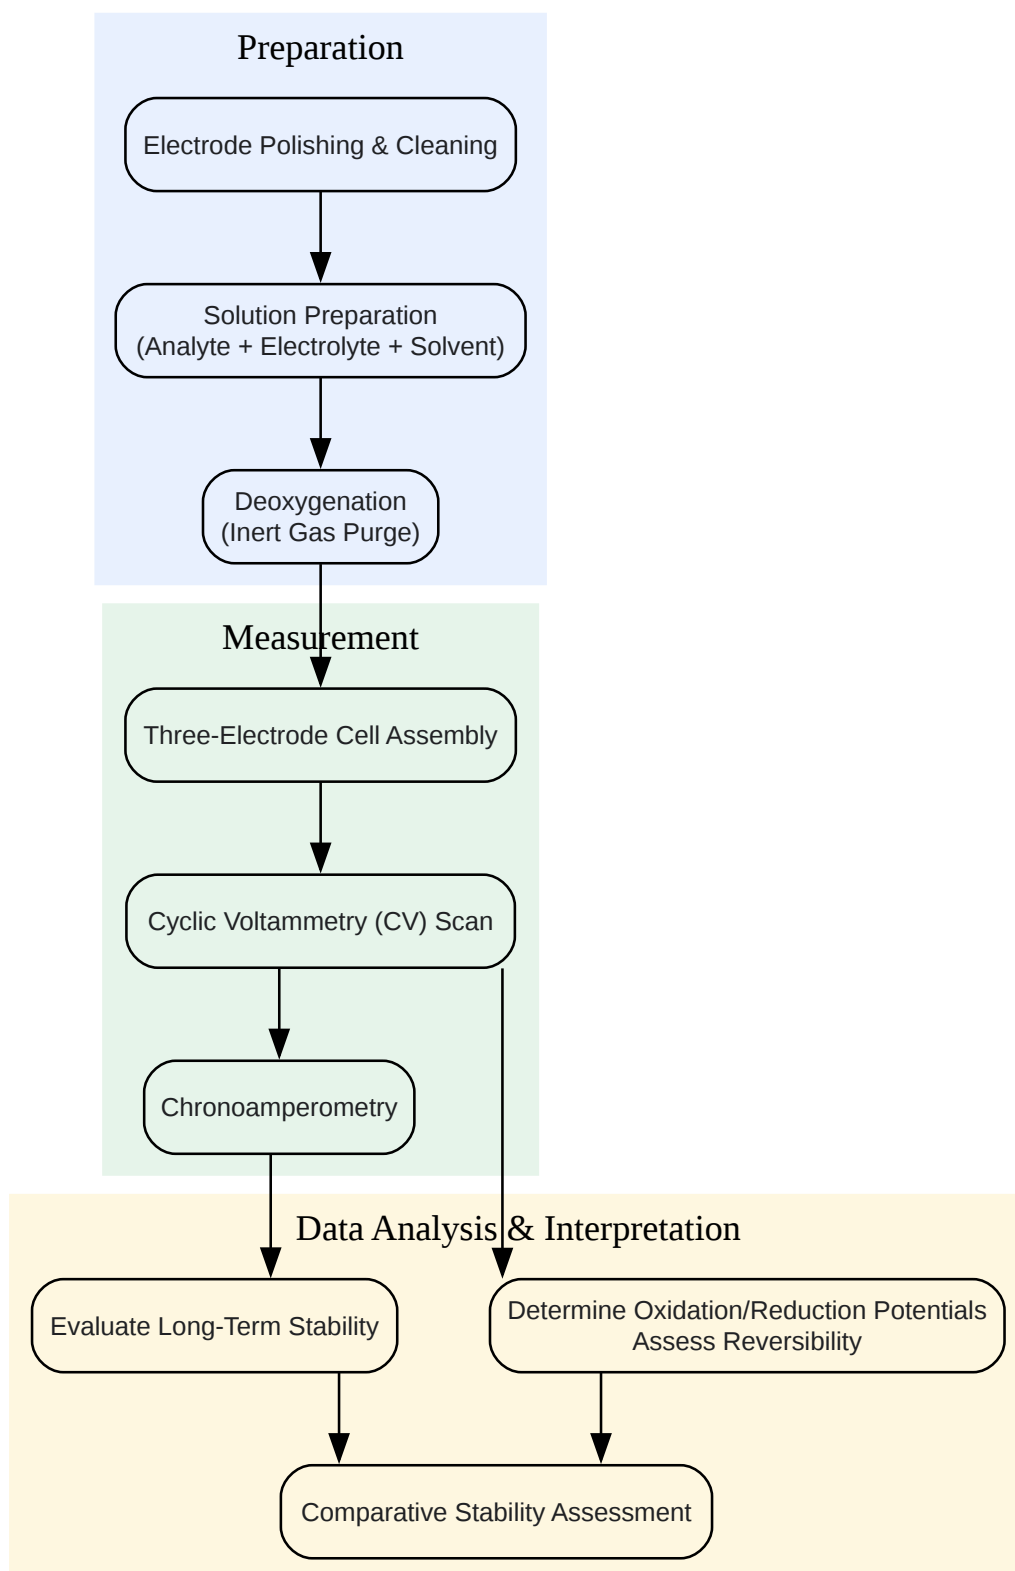 Preparation
Electrode Polishing & Cleaning
Solution Preparation
(Analyte + Electrolyte + Solvent)
Deoxygenation
(Inert Gas Purge)
Measurement
Three-Electrode Cell Assembly
Cyclic Voltammetry (CV) Scan
Chronoamperometry
Data Analysis & Interpretation
Evaluate Long-Term Stability
Determine Oxidation/Reduction Potentials
Assess Reversibility
Comparative Stability Assessment